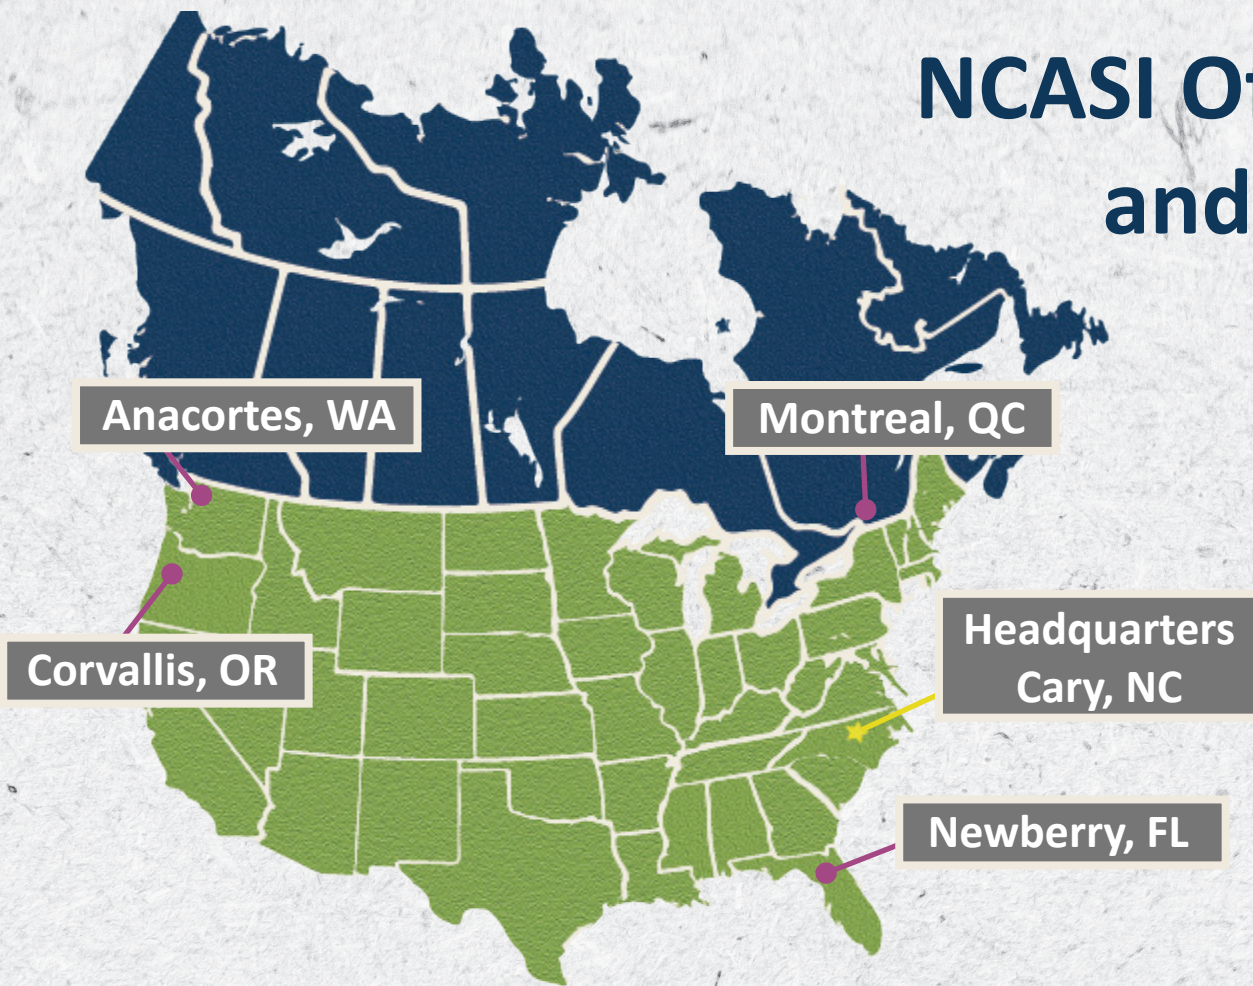 NCASI
and
Anacortes, WA
Montreal, QC
Headquarters
Cary, NC
Corvallis, OR
Newberry, FL